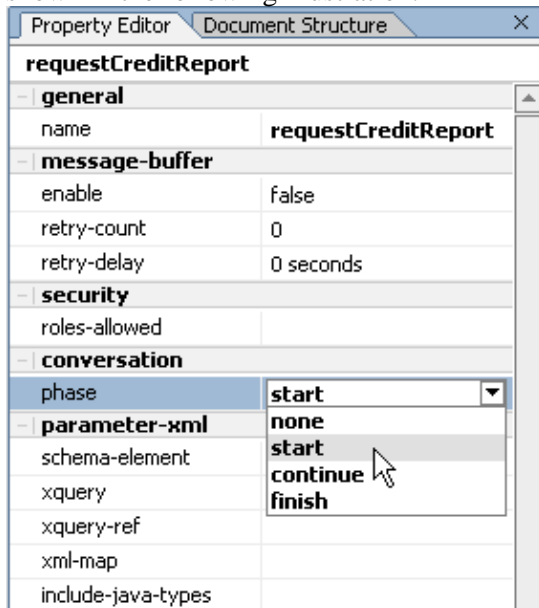 Property Editor Document Structure
requestCreditReport
general
name requestCreditReport
message-buffer
enable false
retry-count 0
retry-delay 0 seconds
security
roles-allowed
conversation
phase start
none
parameter-xml
start
schema-element
continue
xquery
finish
xquery-ref
xml-map
include-java-types